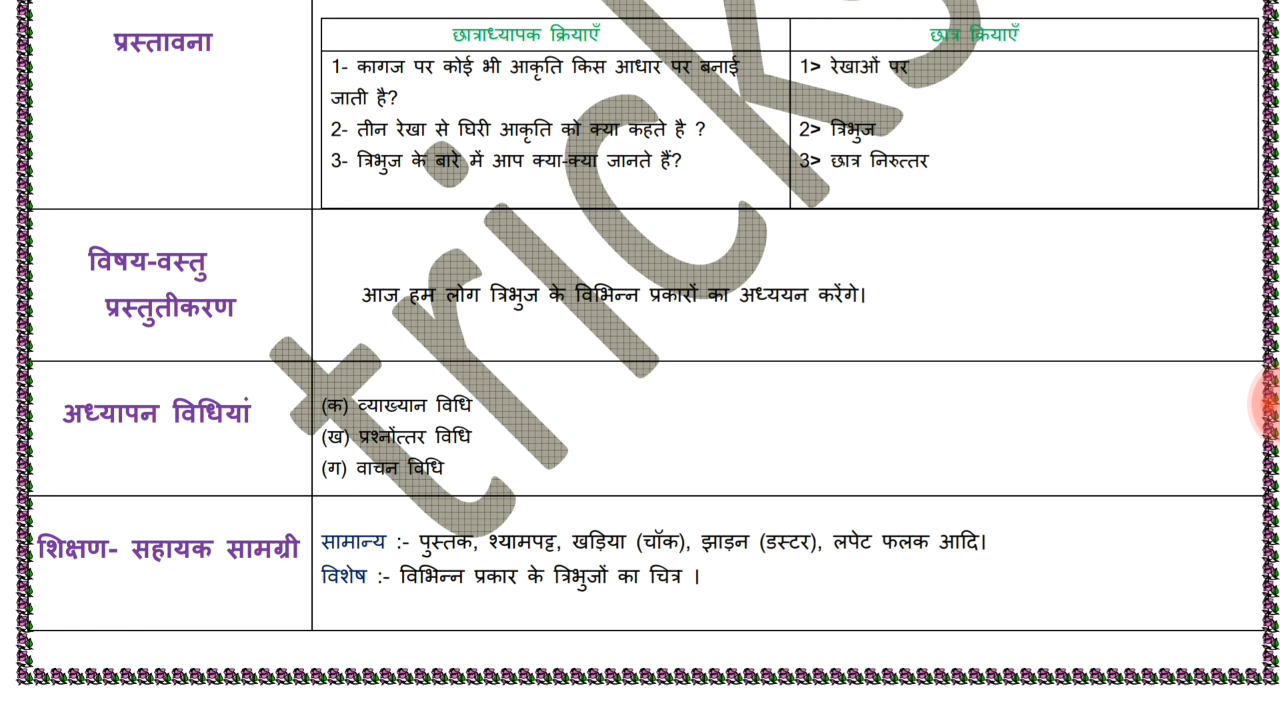 प्रस्तावना
छात्राध्यापक क्रियाएँ
छात्र क्रियाएँ
1- कागज पर कोई भी आकृति किस आधार पर बनाई
जाती है?
2- तीन रेखा से घिरी आकृति को क्या कहते है ?
3- त्रिभुज के बारे में आप क्या-क्या जानते हैं?
1> रेखाओं पर
2> त्रिभुज
3> छात्र निरुत्तर
विषय-वस्तु
प्रस्तुतीकरण
आज हम लोग त्रिभुज के विभिन्न प्रकारों का अध्ययन करेंगे।
अध्यापन विधियां
(क) व्याख्यान विधि
(ख) प्रश्नोंत्तर विधि
(ग) वाचन विधि
शिक्षण- सहायक सामग्री
सामान्य :- पुस्तक, श्यामपट्ट, खड़िया (चॉक), झाड़न (डस्टर), लपेट फलक आदि।
विशेष :- विभिन्न प्रकार के त्रिभुजों का चित्र ।
tricks